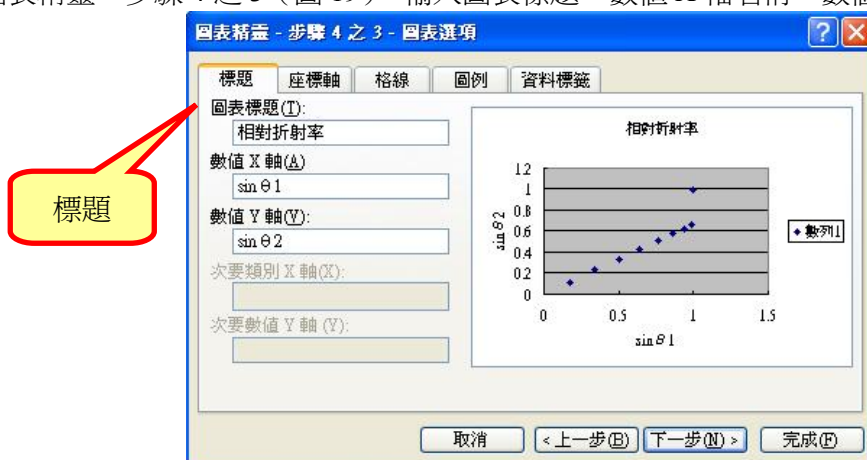 圖表精靈 - 步驟 4 之 3 - 圖表選項
標題 座標軸 格線 圖例 資料標籤
圖表標題(T):
相對折射率
數值 X 軸(A)
sin θ 1
數值 Y 軸(V):
sin θ 2
次要類別 X 軸(X):
次要數值 Y 軸 (Y):
標題
相對折射率
1.2
1
0.8
0.6
0.4
0.2
0
sin θ 2
0 0.5 1 1.5
sin θ 1
數列1
取消 < 上一步(B) 下一步(N) > 完成(F)